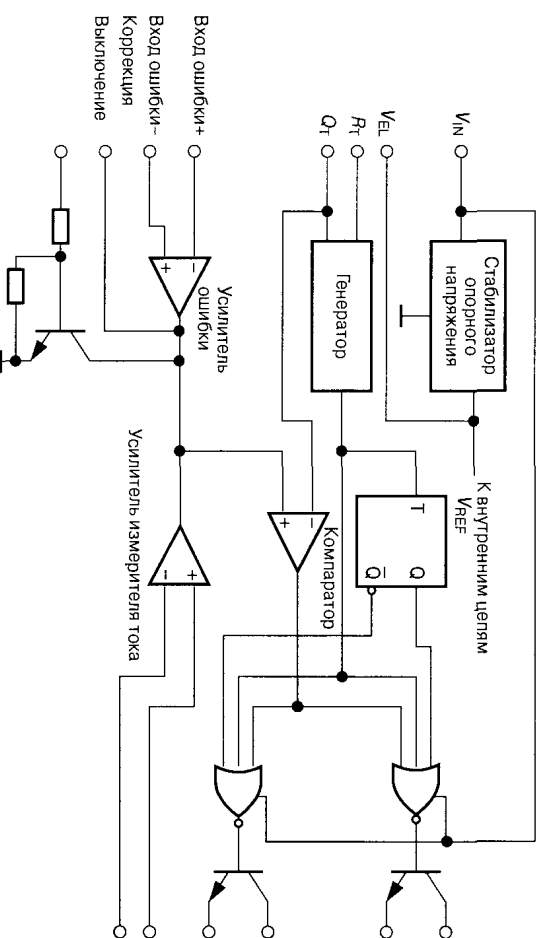 V_IN
Стабилизатор
опорного
напряжения
К внутренним цепям
V_REF
V_EL
R_T
Q_T
Генератор
T
Q
Q̅
Компаратор
−
+
Вход ошибки+
Вход ошибки~
Коррекция
Выключение
−
+
Усилитель
ошибки
+
−
Усилитель измерителя тока